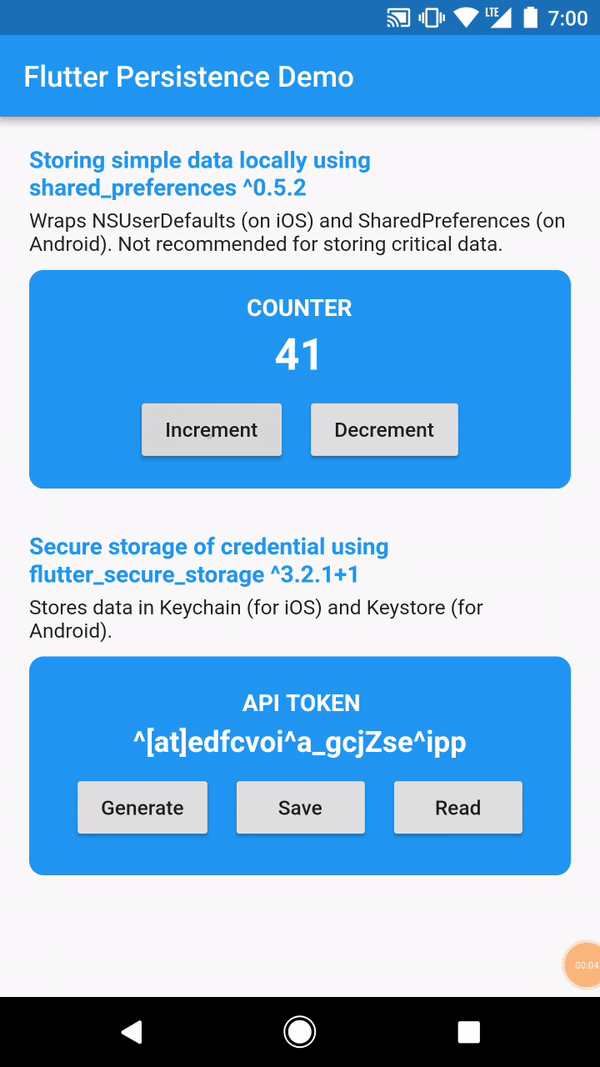 LTE 7:00
Flutter Persistence Demo
Storing simple data locally using
shared_preferences ^0.5.2
Wraps NSUserDefaults (on iOS) and SharedPreferences (on
Android). Not recommended for storing critical data.
COUNTER
41
Increment Decrement
Secure storage of credential using
flutter_secure_storage ^3.2.1+1
Stores data in Keychain (for iOS) and Keystore (for
Android).
API TOKEN
^[at]edfcvoi^a_gcjZse^ipp
Generate Save Read
00:04